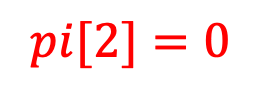 pi[2] = 0